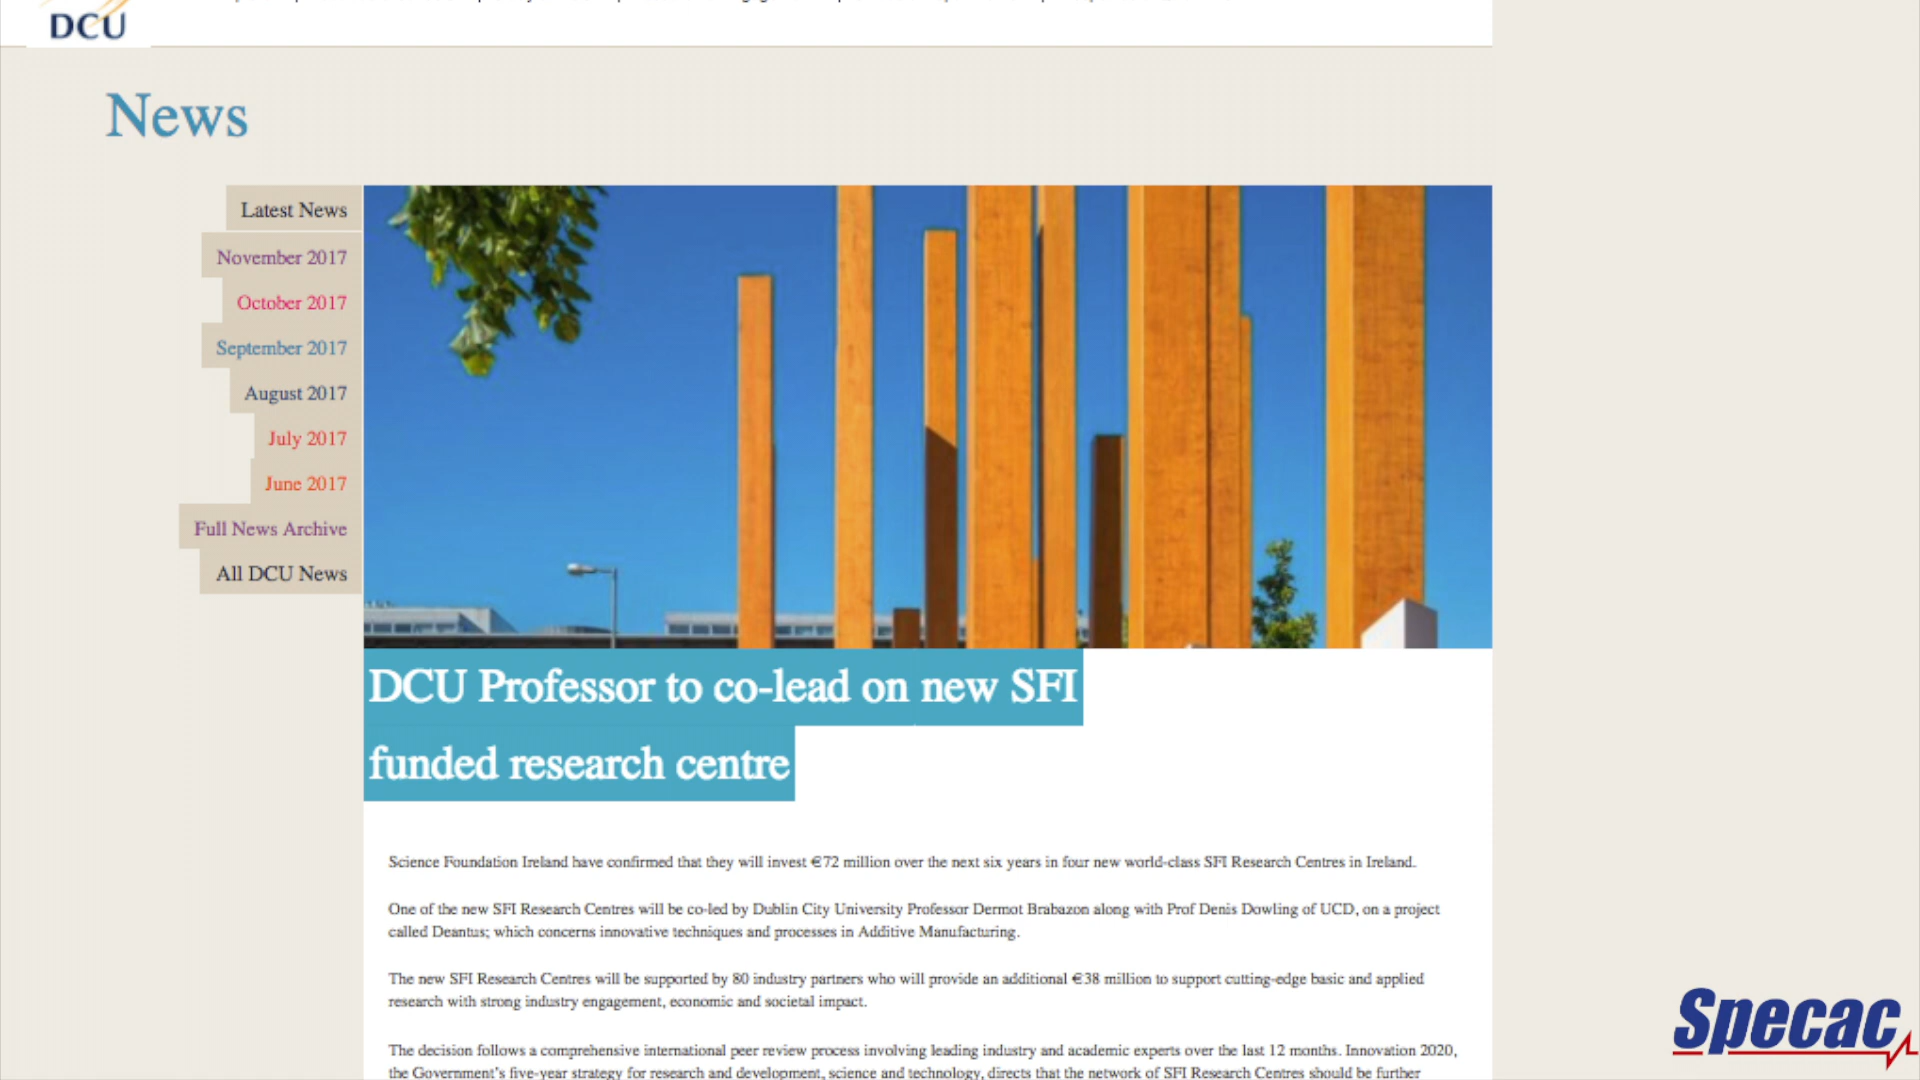 DCU
News
Latest News
November 2017
October 2017
September 2017
August 2017
July 2017
June 2017
Full News Archive
All DCU News
DCU Professor to co-lead on new SFI
funded research centre
Science Foundation Ireland have confirmed that they will invest €72 million over the next six years in four new world-class SFI Research Centres in Ireland.
One of the new SFI Research Centres will be co-led by Dublin City University Professor Dermot Brabazon along with Prof Denis Dowling of UCD, on a project
called Deantus; which concerns innovative techniques and processes in Additive Manufacturing.
The new SFI Research Centres will be supported by 80 industry partners who will provide an additional €38 million to support cutting-edge basic and applied
research with strong industry engagement, economic and societal impact.
The decision follows a comprehensive international peer review process involving leading industry and academic experts over the last 12 months. Innovation 2020,
the Government's five-year strategy for research and development, science and technology, directs that the network of SFI Research Centres should be further
Specac